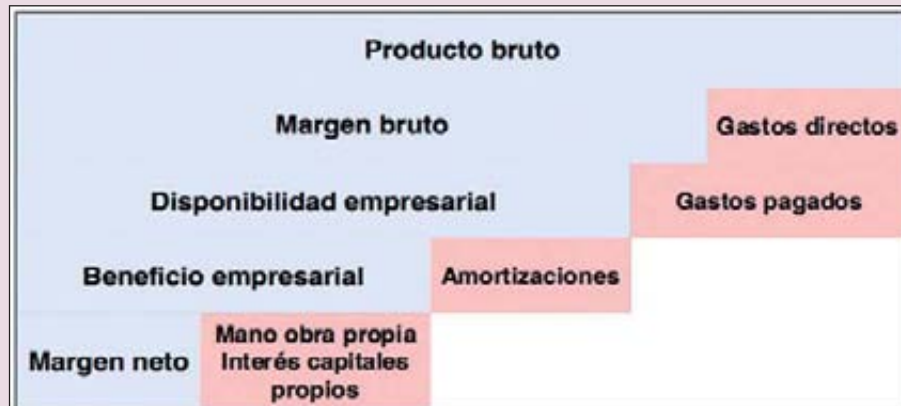 Producto bruto
Margen bruto
Gastos directos
Disponibilidad empresarial
Gastos pagados
Beneficio empresarial
Amortizaciones
Margen neto
Mano obra propia
Interés capitales
propios